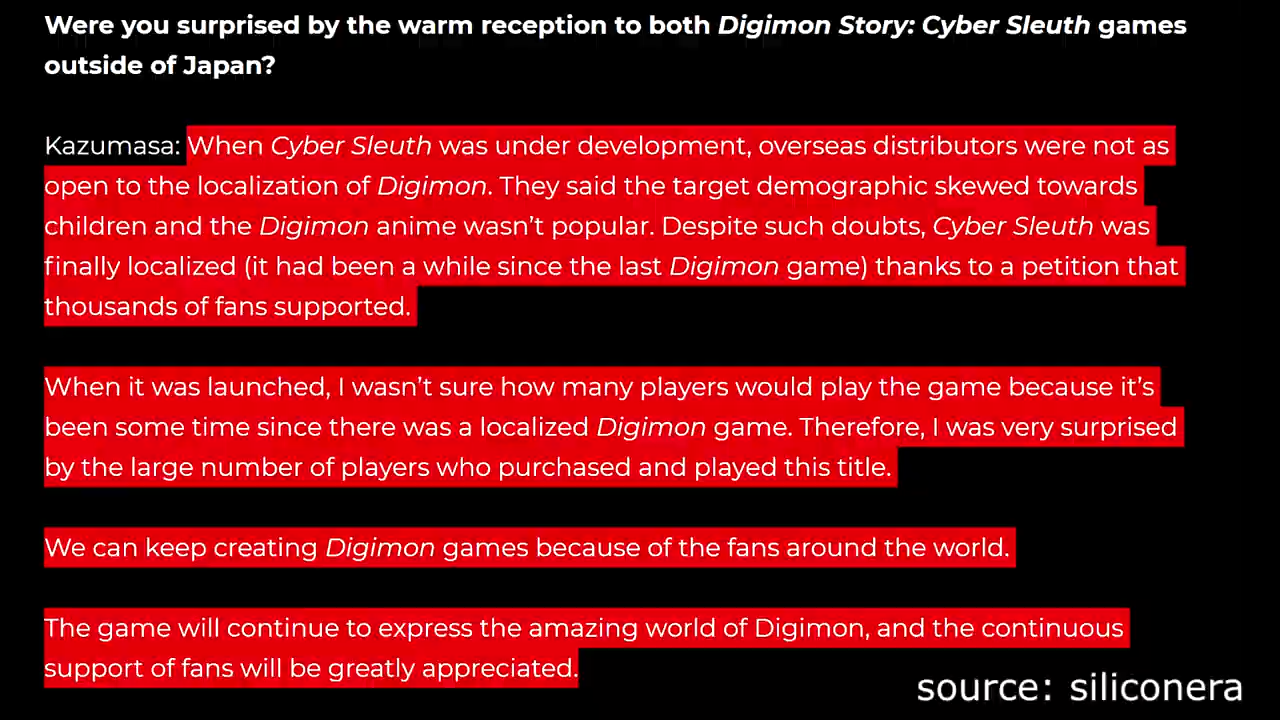 Were you surprised by the warm reception to both Digimon Story: Cyber Sleuth games
outside of Japan?
Kazumasa: When Cyber Sleuth was under development, overseas distributors were not as
open to the localization of Digimon. They said the target demographic skewed towards
children and the Digimon anime wasn’t popular. Despite such doubts, Cyber Sleuth was
finally localized (it had been a while since the last Digimon game) thanks to a petition that
thousands of fans supported.
When it was launched, I wasn’t sure how many players would play the game because it’s
been some time since there was a localized Digimon game. Therefore, I was very surprised
by the large number of players who purchased and played this title.
We can keep creating Digimon games because of the fans around the world.
The game will continue to express the amazing world of Digimon, and the continuous
support of fans will be greatly appreciated.
source: siliconera